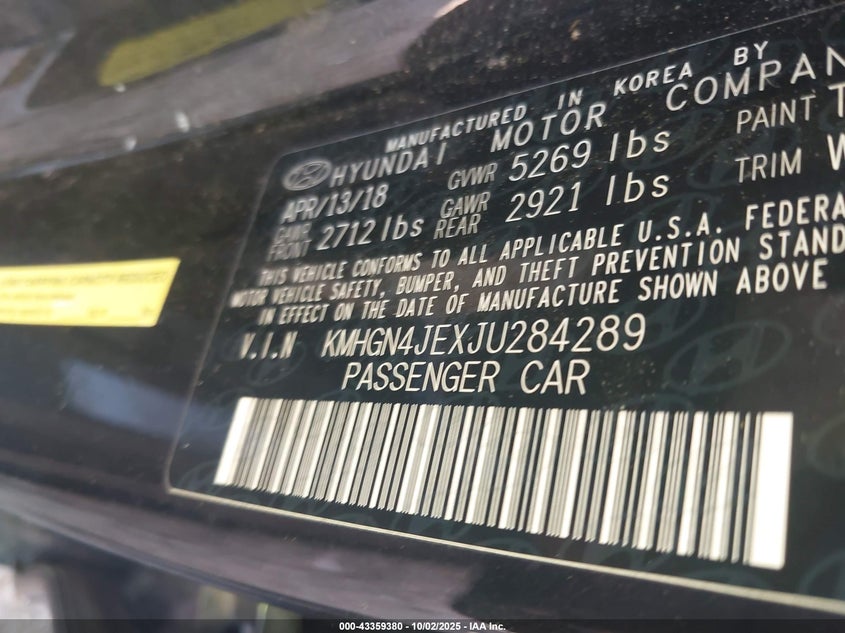 MANUFACTURED IN KOREA BY
HYUNDAI MOTOR COMPAN
APR/13/18 GVWR 5269 lbs PAINT T
GAWR FRONT 2712 lbs GAWR REAR 2921 lbs TRIM W
THIS VEHICLE CONFORMS TO ALL APPLICABLE U.S.A. FEDERA
MOTOR VEHICLE SAFETY, BUMPER, AND THEFT PREVENTION STAND
IN EFFECT ON THE DATE OF MANUFACTURE SHOWN ABOVE
V.I.N KMHGN4JEXJU284289
PASSENGER CAR
000-43359380 - 10/02/2025 - IAA Inc.